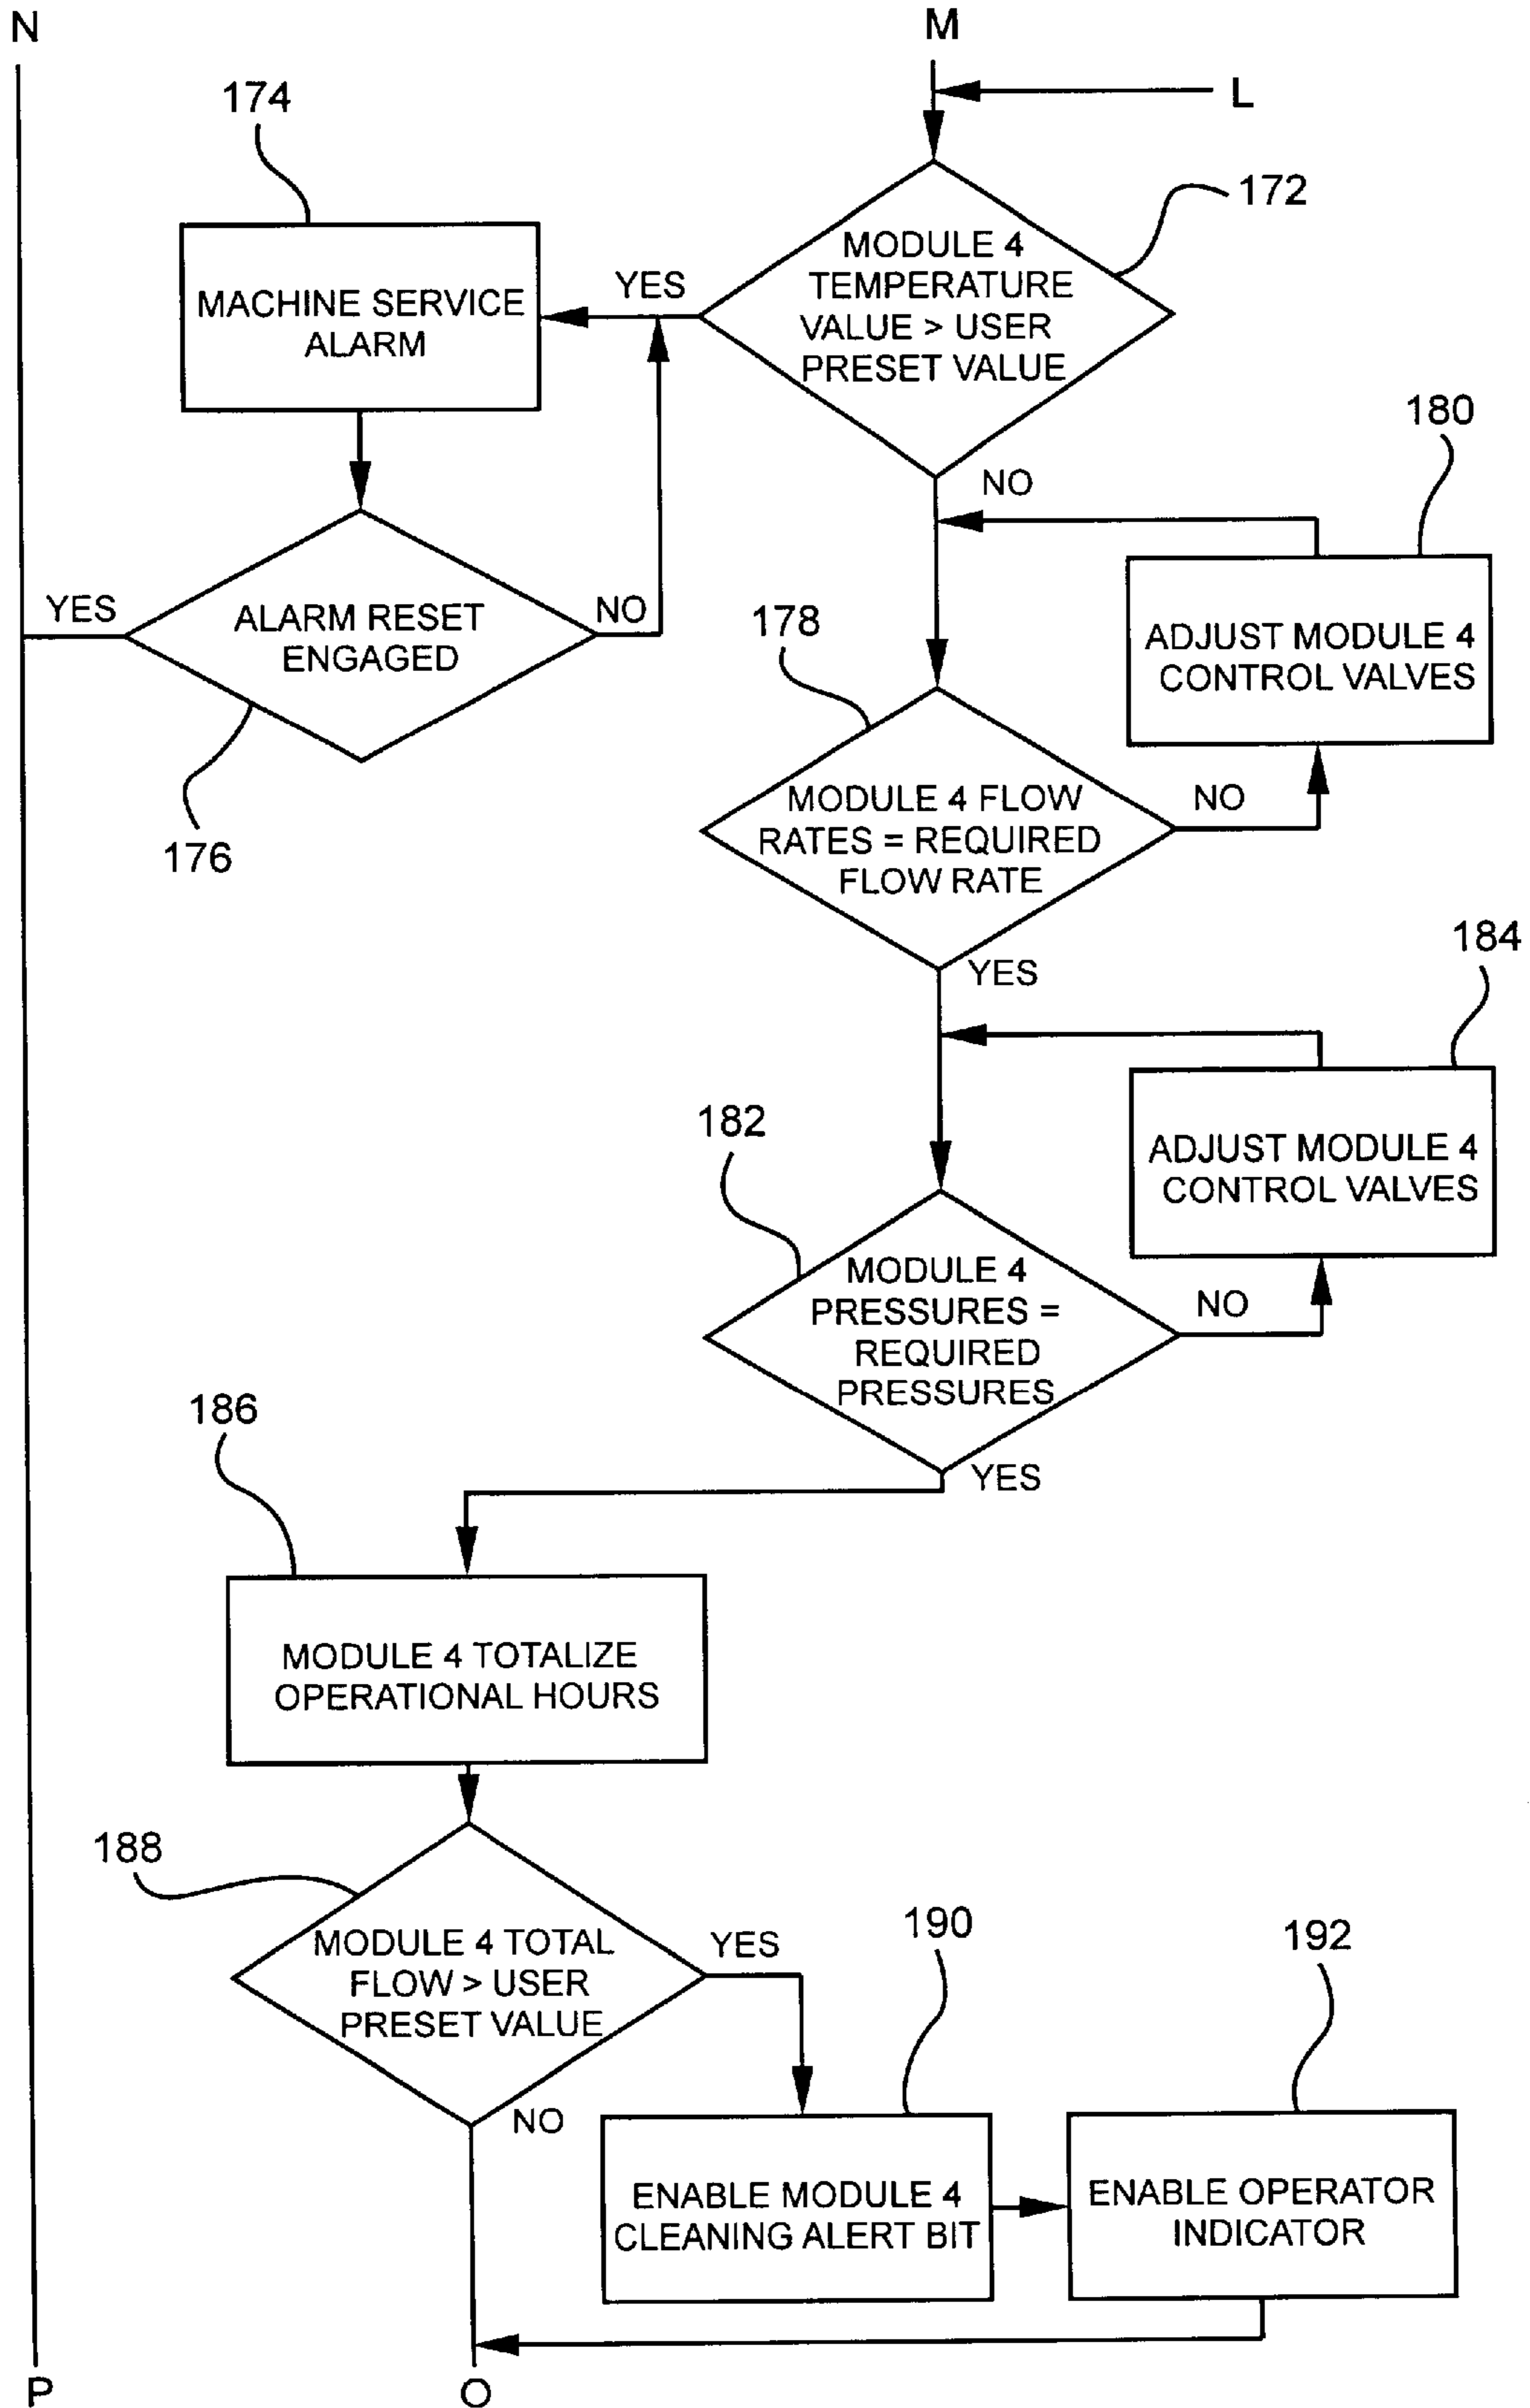 N
M
L
174
172
MODULE 4
TEMPERATURE
VALUE > USER
PRESET VALUE
YES
MACHINE SERVICE
ALARM
NO
180
ADJUST MODULE 4
CONTROL VALVES
YES
ALARM RESET
ENGAGED
NO
176
178
MODULE 4 FLOW
RATES = REQUIRED
FLOW RATE
NO
YES
184
ADJUST MODULE 4
CONTROL VALVES
182
MODULE 4
PRESSURES =
REQUIRED
PRESSURES
NO
YES
186
MODULE 4 TOTALIZE
OPERATIONAL HOURS
188
MODULE 4 TOTAL
FLOW > USER
PRESET VALUE
YES
NO
190
ENABLE MODULE 4
CLEANING ALERT BIT
192
ENABLE OPERATOR
INDICATOR
P
O